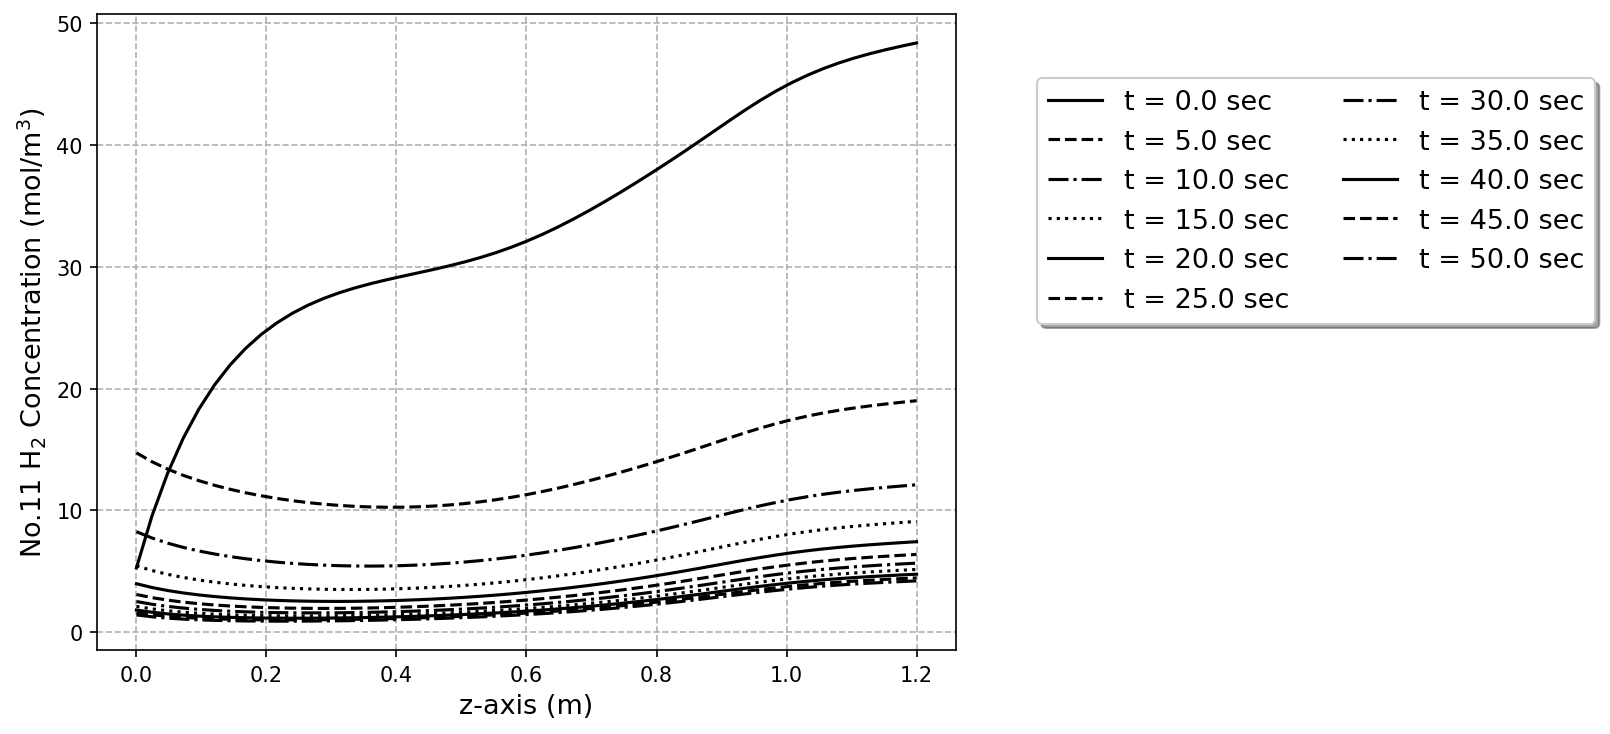 No.11 H₂ Concentration (mol/m³)
50
40
30
20
10
0
0.0 0.2 0.4 0.6 0.8 1.0 1.2
z-axis (m)
t = 0.0 sec
t = 5.0 sec
t = 10.0 sec
t = 15.0 sec
t = 20.0 sec
t = 25.0 sec
t = 30.0 sec
t = 35.0 sec
t = 40.0 sec
t = 45.0 sec
t = 50.0 sec